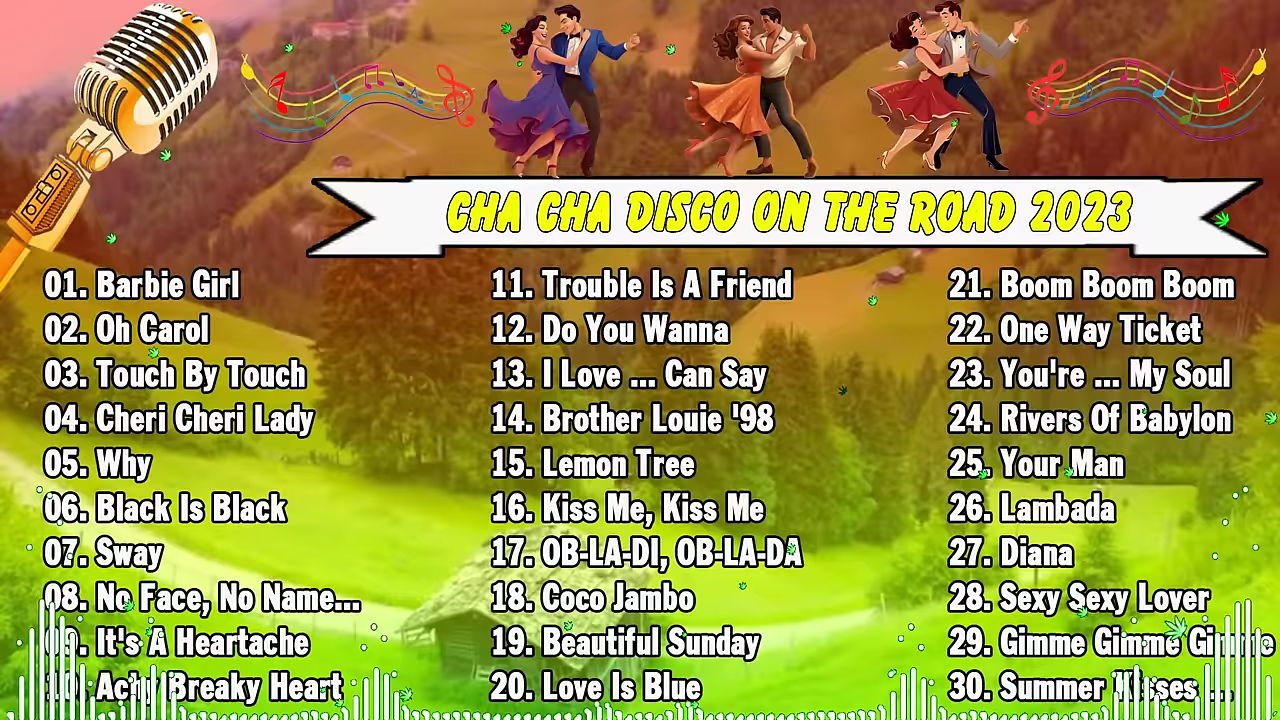 CHA CHA DISCO ON THE ROAD 2023
01. Barbie Girl
02. Oh Carol
03. Touch By Touch
04. Cheri Cheri Lady
05. Why
06. Black Is Black
07. Sway
08. No Face, No Name...
09. It's A Heartache
10. Achy Breaky Heart
11. Trouble Is A Friend
12. Do You Wanna
13. I Love ... Can Say
14. Brother Louie '98
15. Lemon Tree
16. Kiss Me, Kiss Me
17. OB-LA-DI, OB-LA-DA
18. Coco Jambo
19. Beautiful Sunday
20. Love Is Blue
21. Boom Boom Boom
22. One Way Ticket
23. You're ... My Soul
24. Rivers Of Babylon
25. Your Man
26. Lambada
27. Diana
28. Sexy Sexy Lover
29. Gimme Gimme Gimme
30. Summer Kisses ...